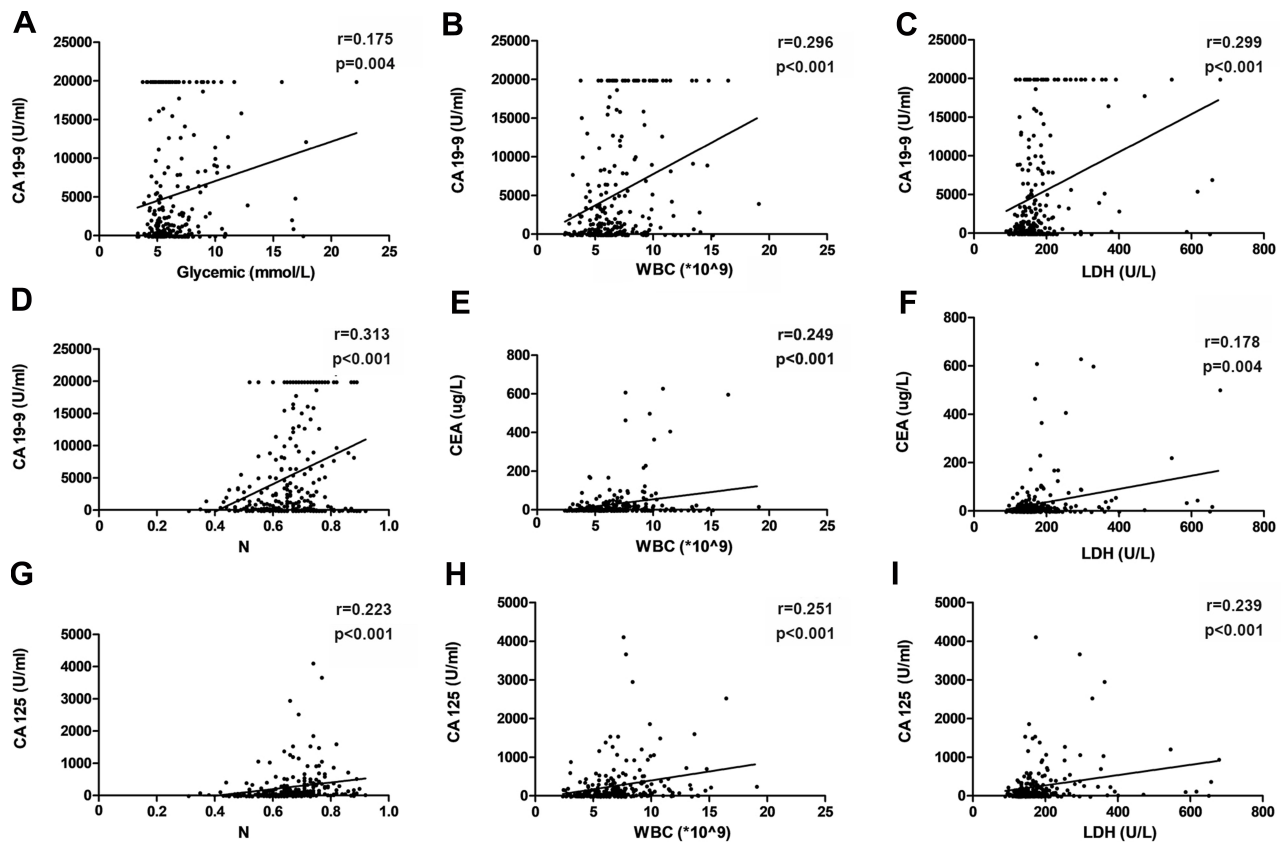 A
r=0.175
p=0.004
CA 19-9 (U/ml)
25000
20000
15000
10000
5000
0
0 5 10 15 20 25
Glycemic (mmol/L)
B
r=0.296
p<0.001
CA 19-9 (U/ml)
25000
20000
15000
10000
5000
0
0 5 10 15 20 25
WBC (*10^9)
C
r=0.299
p<0.001
CA 19-9 (U/ml)
25000
20000
15000
10000
5000
0
0 200 400 600 800
LDH (U/L)
D
r=0.313
p<0.001
CA 19-9 (U/ml)
25000
20000
15000
10000
5000
0
0 0.2 0.4 0.6 0.8 1.0
N
E
r=0.249
p<0.001
CEA (ug/L)
800
600
400
200
0
0 5 10 15 20 25
WBC (*10^9)
F
r=0.178
p=0.004
CEA (ug/L)
800
600
400
200
0
0 200 400 600 800
LDH (U/L)
G
r=0.223
p<0.001
CA 125 (U/ml)
5000
4000
3000
2000
1000
0
0 0.2 0.4 0.6 0.8 1.0
N
H
r=0.251
p<0.001
CA 125 (U/ml)
5000
4000
3000
2000
1000
0
0 5 10 15 20 25
WBC (*10^9)
I
r=0.239
p<0.001
CA 125 (U/ml)
5000
4000
3000
2000
1000
0
0 200 400 600 800
LDH (U/L)